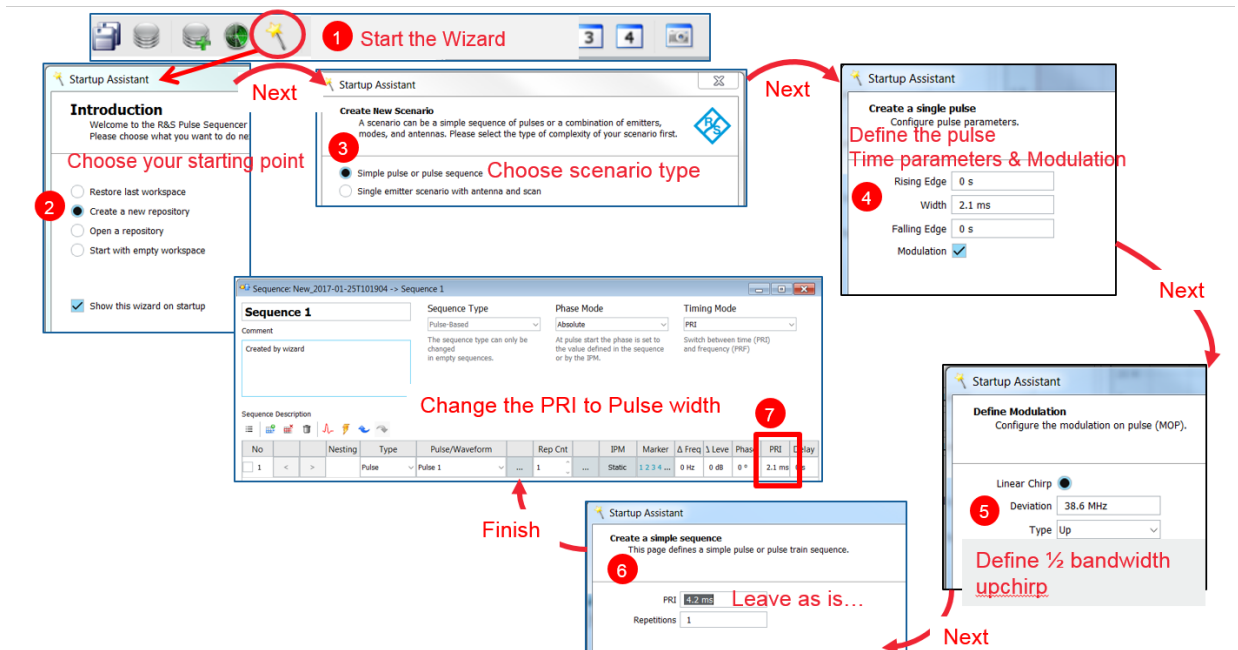 1 Start the Wizard
3 4
Startup Assistant
Introduction
Welcome to the R&S Pulse Sequencer
Please choose what you want to do ne
Choose your starting point
Restore last workspace
2
Create a new repository
Open a repository
Start with empty workspace
Show this wizard on startup
Next
Startup Assistant
Create New Scenario
A scenario can be a simple sequence of pulses or a combination of emitters,
modes, and antennas. Please select the type of complexity of your scenario first.
R&S
3
Simple pulse or pulse sequence
Choose scenario type
Single emitter scenario with antenna and scan
Next
Startup Assistant
Create a single pulse
Configure pulse parameters.
Define the pulse
Time parameters & Modulation
4
Rising Edge 0 s
Width 2.1 ms
Falling Edge 0 s
Modulation
Next
Startup Assistant
Define Modulation
Configure the modulation on pulse (MOP).
Linear Chirp
5
Deviation 38.6 MHz
Type Up
Define ½ bandwidth
upchirp
Next
Startup Assistant
Create a simple sequence
This page defines a simple pulse or pulse train sequence.
6
PRI 4.2 ms
Leave as is…
Repetitions 1
Finish
Sequence: New_2017-01-25T101904 -> Sequence 1
Sequence 1
Comment
Created by wizard
Sequence Type
Pulse-Based
The sequence type can only be
changed
in empty sequences.
Phase Mode
Absolute
At pulse start the phase is set to
the value defined in the sequence
or by the IPM.
Timing Mode
PRI
Switch between time (PRI)
and frequency (PRF)
Change the PRI to Pulse width
7
Sequence Description
No Nesting Type Pulse/Waveform Rep Cnt IPM Marker Δ Freq Leve Phase PRI Delay
1 < > Pulse Pulse 1 ... 1 ... Static 1 2 3 4 ... 0 Hz 0 dB 0 ° 2.1 ms